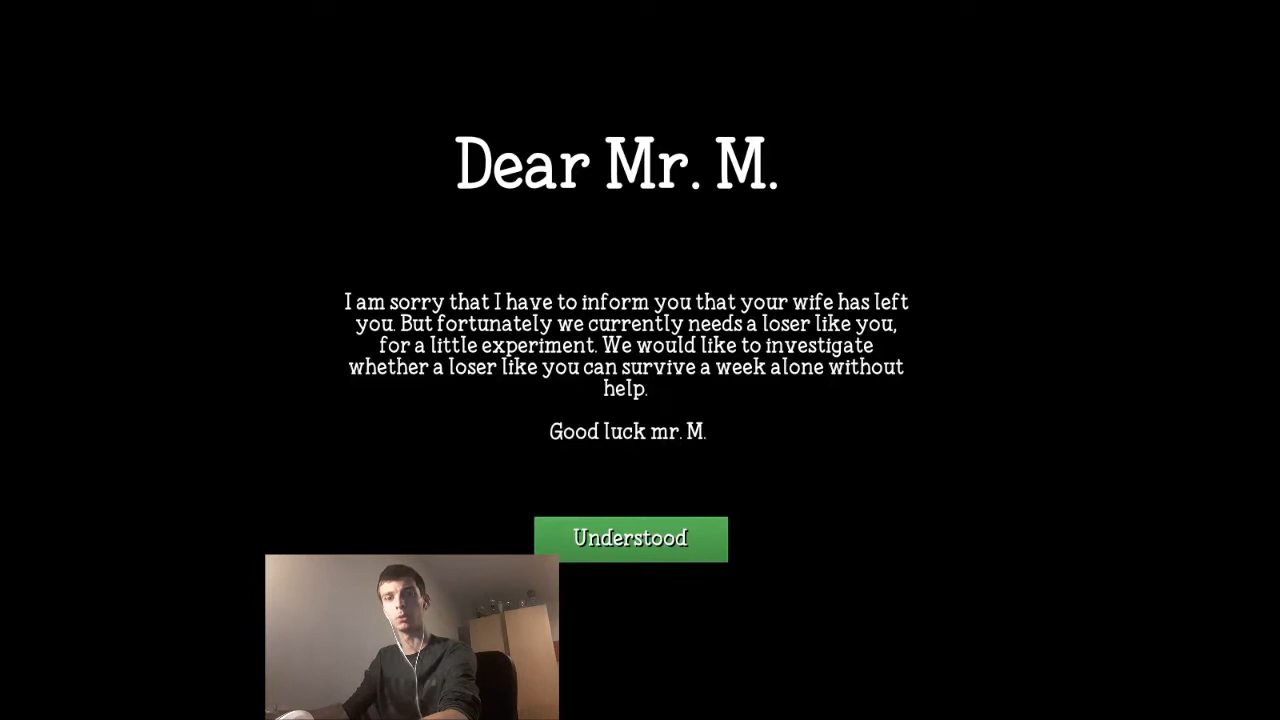 Dear Mr. M.
I am sorry that I have to inform you that your wife has left
you. But fortunately we currently needs a loser like you,
for a little experiment. We would like to investigate
whether a loser like you can survive a week alone without
help.
Good luck mr. M.
Understood